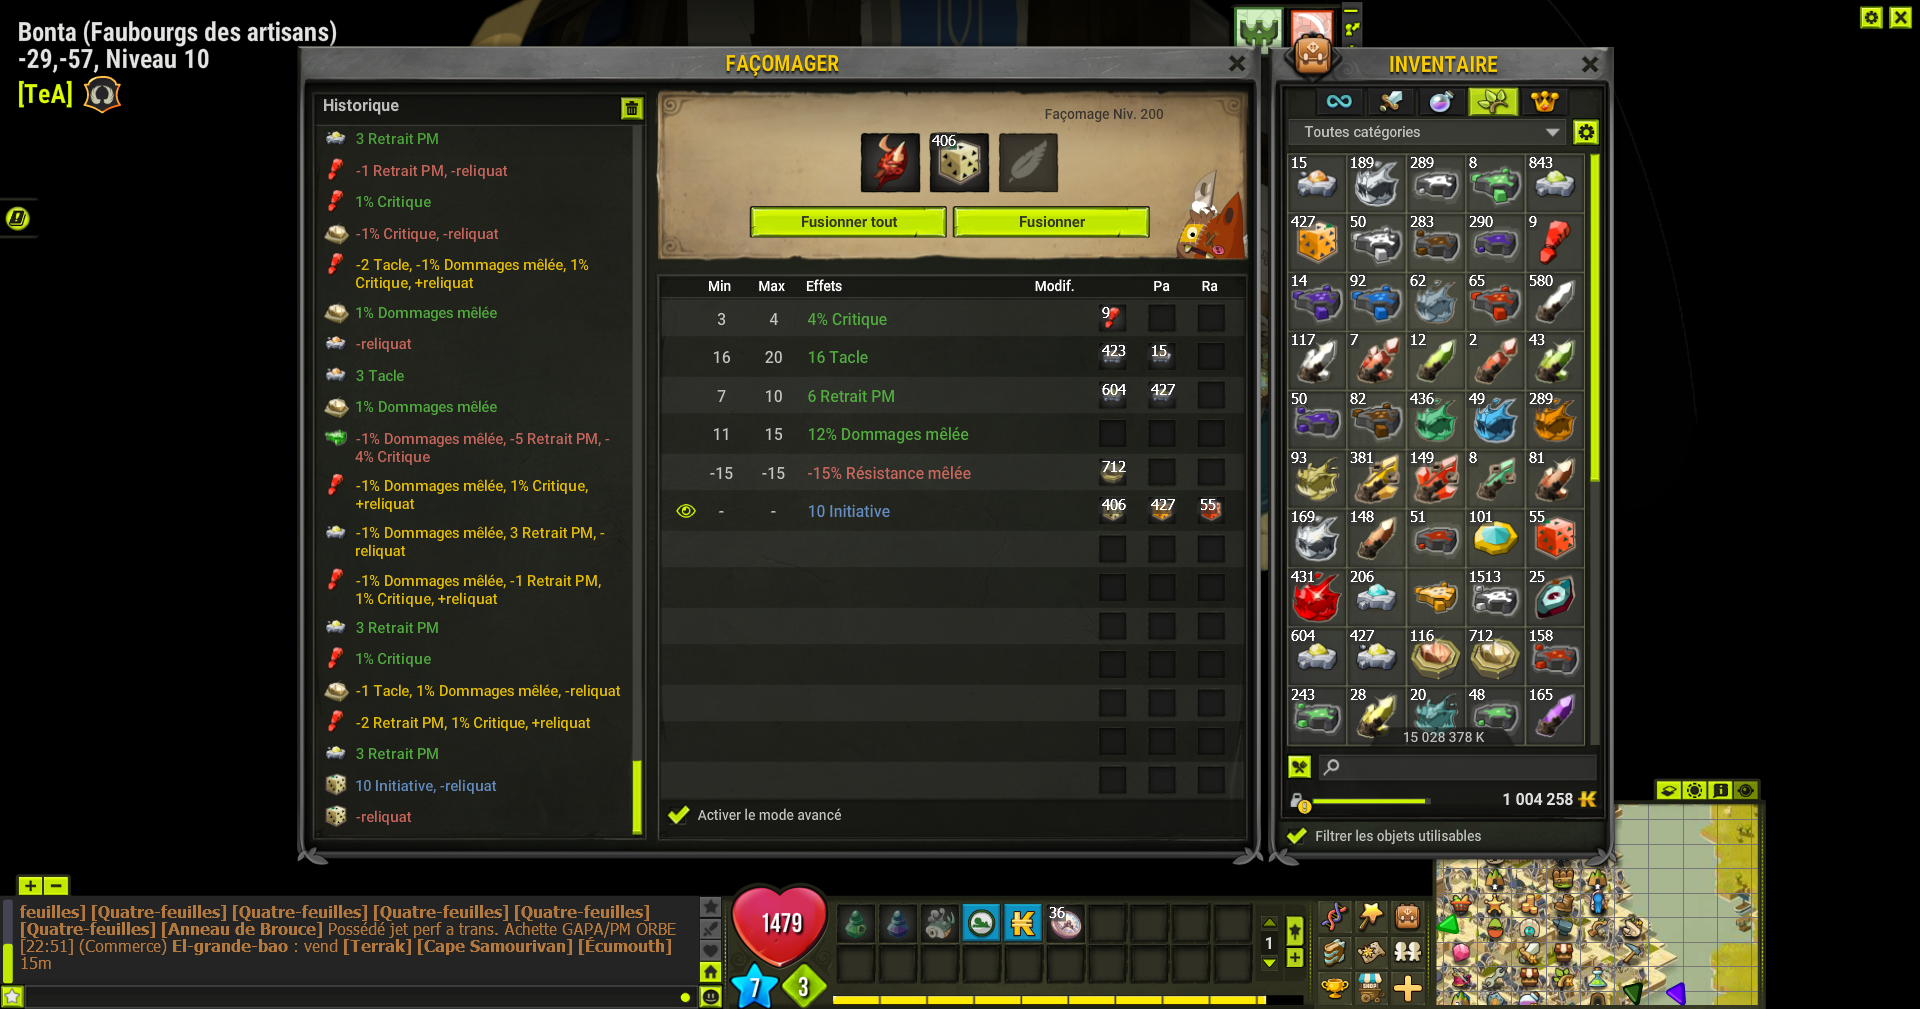 Bonta (Faubourgs des artisans)
-29,-57, Niveau 10
[TeA]
FAÇOMAGER
Historique
3 Retrait PM
-1 Retrait PM, -reliquat
1% Critique
-1% Critique, -reliquat
-2 Tacle, -1% Dommages mêlée, 1%
Critique, +reliquat
1% Dommages mêlée
-reliquat
3 Tacle
1% Dommages mêlée
-1% Dommages mêlée, -5 Retrait PM, -
4% Critique
-1% Dommages mêlée, 1% Critique,
+reliquat
-1% Dommages mêlée, 3 Retrait PM, -
reliquat
-1% Dommages mêlée, -1 Retrait PM,
1% Critique, +reliquat
3 Retrait PM
1% Critique
-1 Tacle, 1% Dommages mêlée, -reliquat
-2 Retrait PM, 1% Critique, +reliquat
3 Retrait PM
10 Initiative, -reliquat
-reliquat
Façomage Niv. 200
406
Fusionner tout Fusionner
Min Max Effets Modif. Pa Ra
3 4 4% Critique 9
16 20 16 Tacle 423 15
7 10 6 Retrait PM 604 427
11 15 12% Dommages mêlée
-15 -15 -15% Résistance mêlée 712
- - 10 Initiative 406 427 55
Activer le mode avancé
INVENTAIRE
Toutes catégories
15 189 289 8 843
427 50 283 290 9
14 92 62 65 580
117 7 12 2 43
50 82 436 49 289
93 381 149 8 81
169 148 51 101 55
431 206 1513 25
604 427 116 712 158
243 28 20 48 165
15 028 378 K
1 004 258 K
Filtrer les objets utilisables
feuilles] [Quatre-feuilles] [Quatre-feuilles] [Quatre-feuilles] [Quatre-feuilles]
[Quatre-feuilles] [Anneau de Brouce] Possédé jet perf a trans. Achette GAPA/PM ORBE
[22:51] (Commerce) El-grande-bao : vend [Terrak] [Cape Samourivan] [Écumouth]
15m
1479
7 3
36
1
SHOP